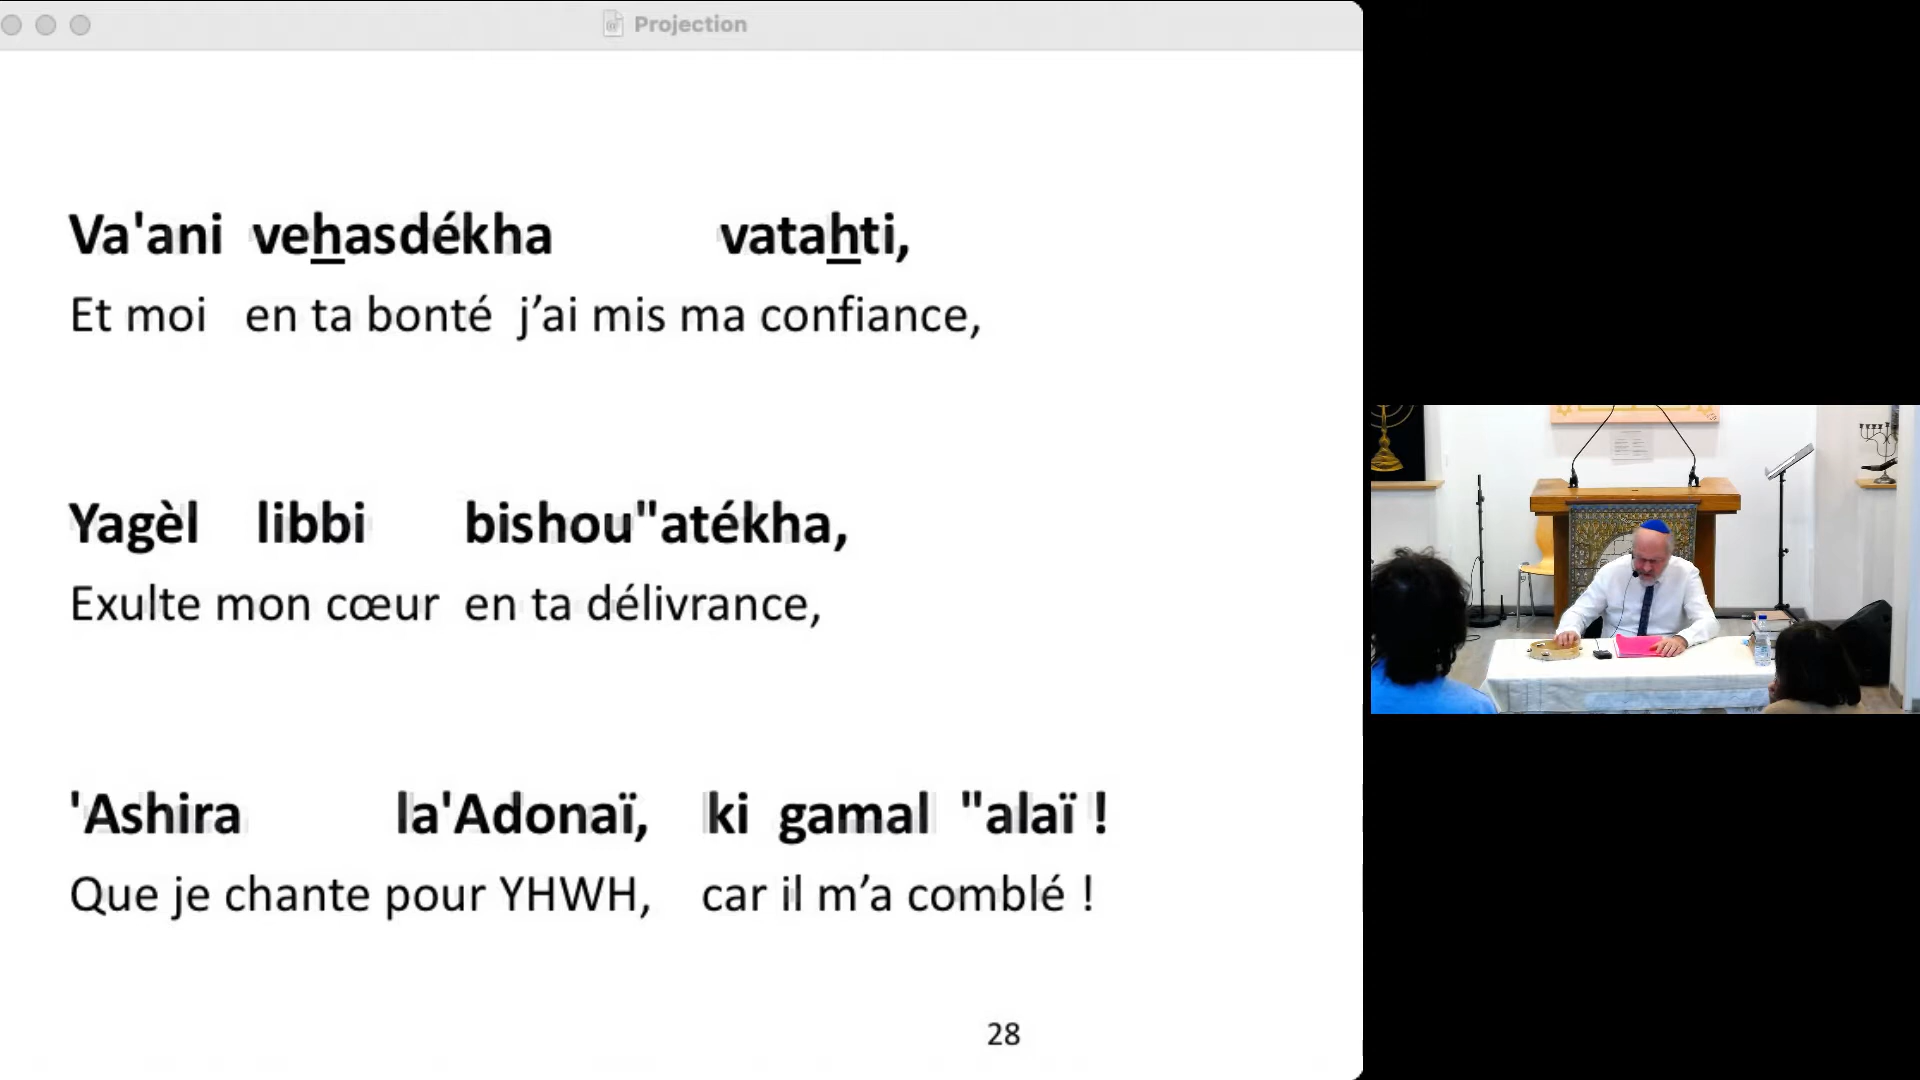 Projection
Va'ani vehasdékha vatahti,
Et moi en ta bonté j’ai mis ma confiance,
Yagèl libbi bishou"atékha,
Exulte mon cœur en ta délivrance,
'Ashira la'Adonaï, ki gamal "alaï !
Que je chante pour YHWH, car il m’a comblé !
28